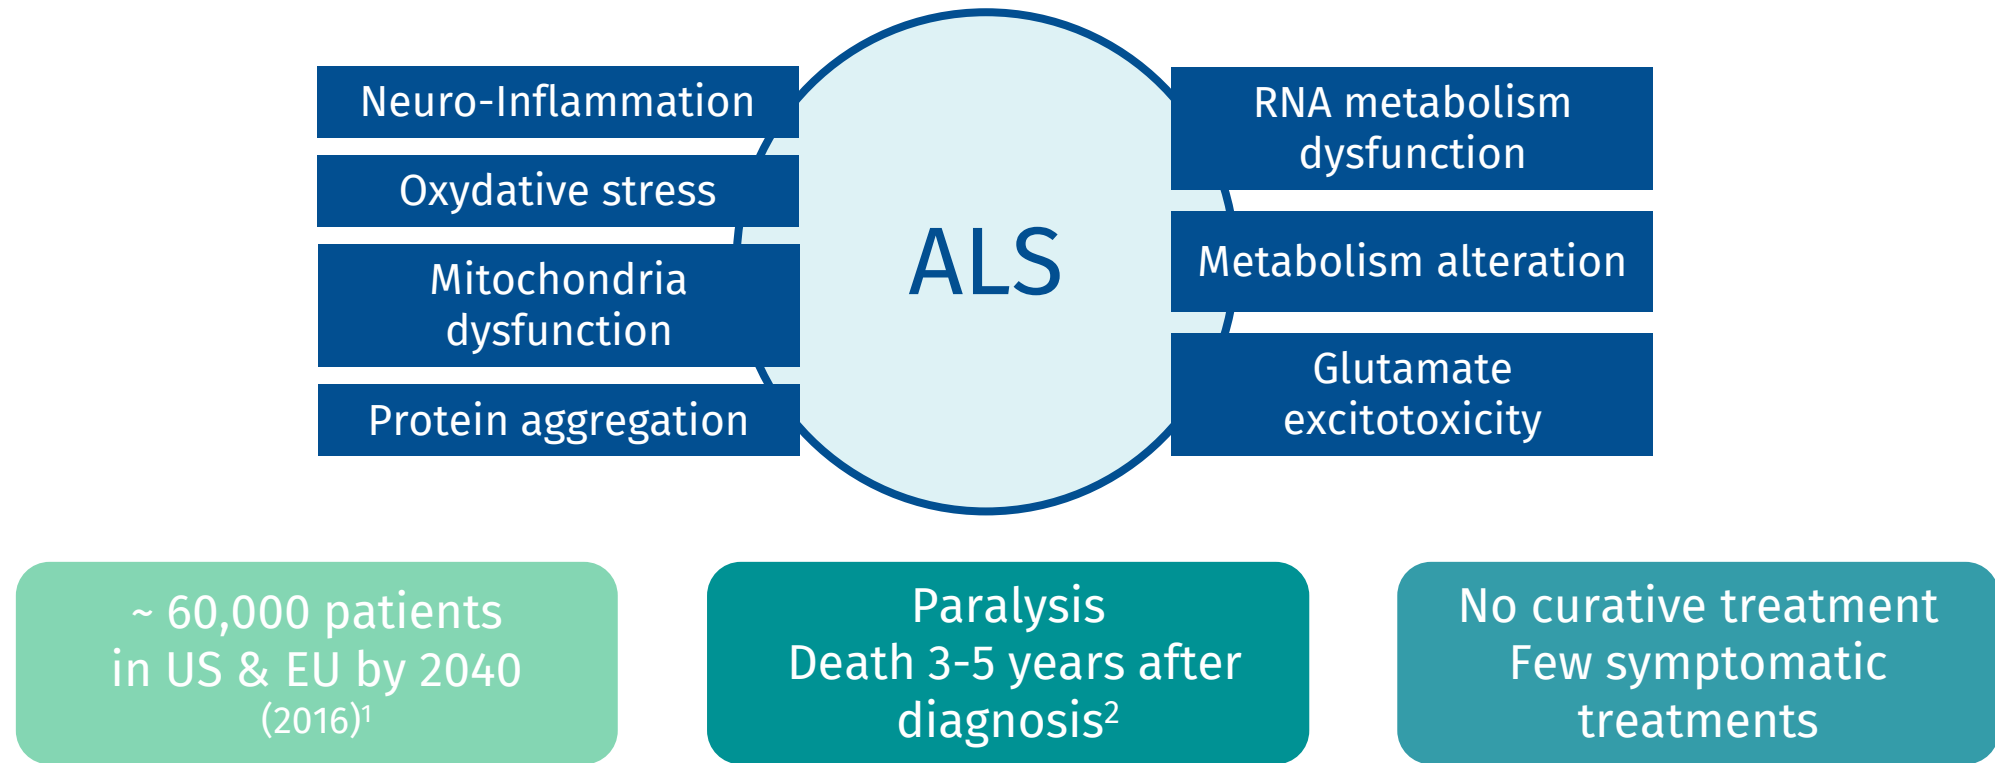 Neuro-Inflammation
Oxydative stress
Mitochondria
dysfunction
Protein aggregation
ALS
RNA metabolism
dysfunction
Metabolism alteration
Glutamate
excitotoxicity
~ 60,000 patients
in US & EU by 2040
(2016)¹
Paralysis
Death 3-5 years after
diagnosis²
No curative treatment
Few symptomatic
treatments